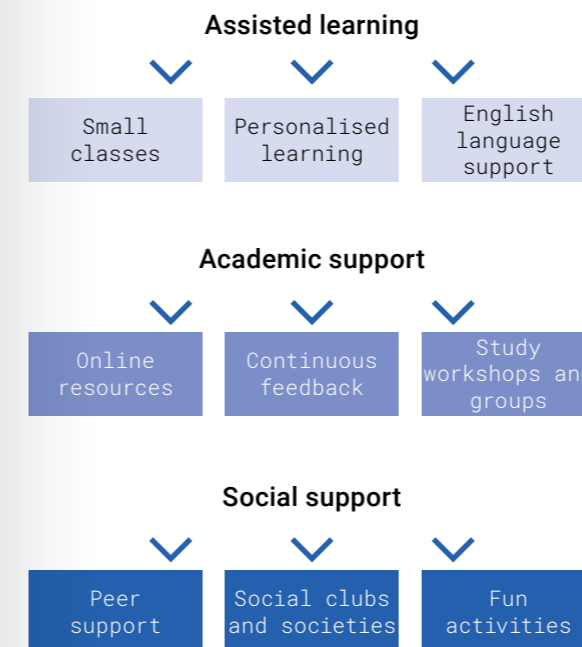 Assisted learning
Small
classes
Personalised
learning
English
language
support
Academic support
Online
resources
Continuous
feedback
Study
workshops an
groups
Social support
Peer
support
Social clubs
and societies
Fun
activities